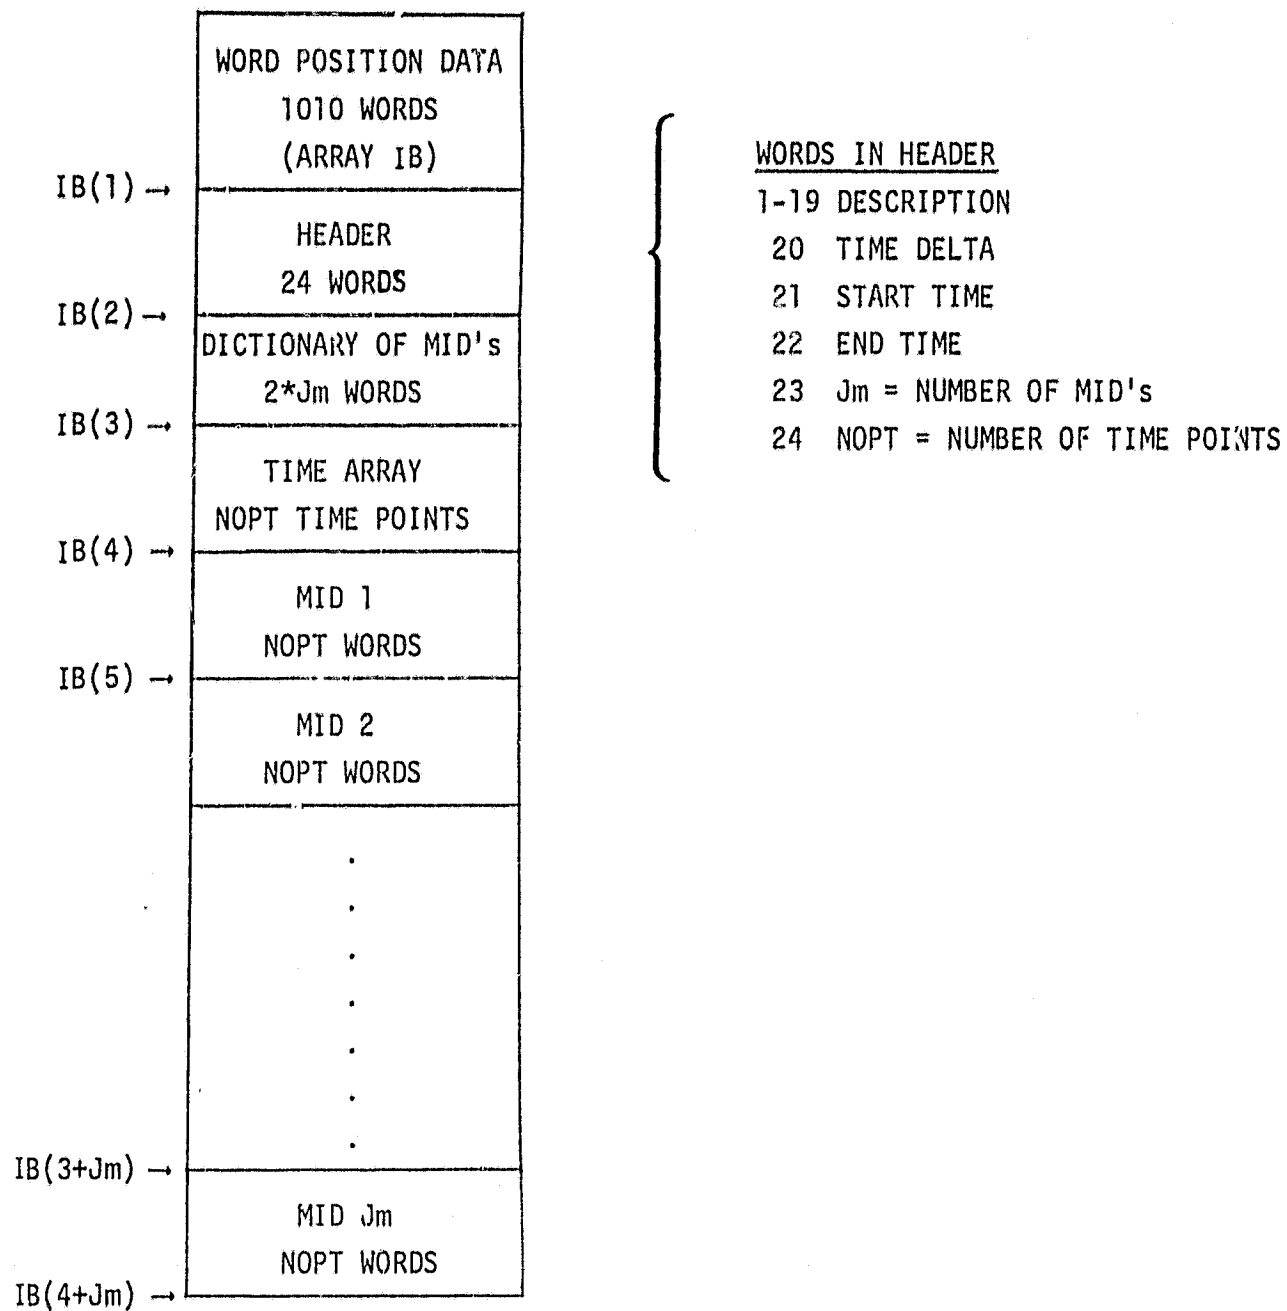 WORD POSITION DATA
1010 WORDS
(ARRAY IB)
IB(1) →
HEADER
24 WORDS
IB(2) →
DICTIONARY OF MID's
2*Jm WORDS
IB(3) →
TIME ARRAY
NOPT TIME POINTS
IB(4) →
MID 1
NOPT WORDS
IB(5) →
MID 2
NOPT WORDS
.
.
.
.
.
.
.
IB(3+Jm) →
MID Jm
NOPT WORDS
IB(4+Jm) →
WORDS IN HEADER
1-19 DESCRIPTION
20 TIME DELTA
21 START TIME
22 END TIME
23 Jm = NUMBER OF MID's
24 NOPT = NUMBER OF TIME POINTS